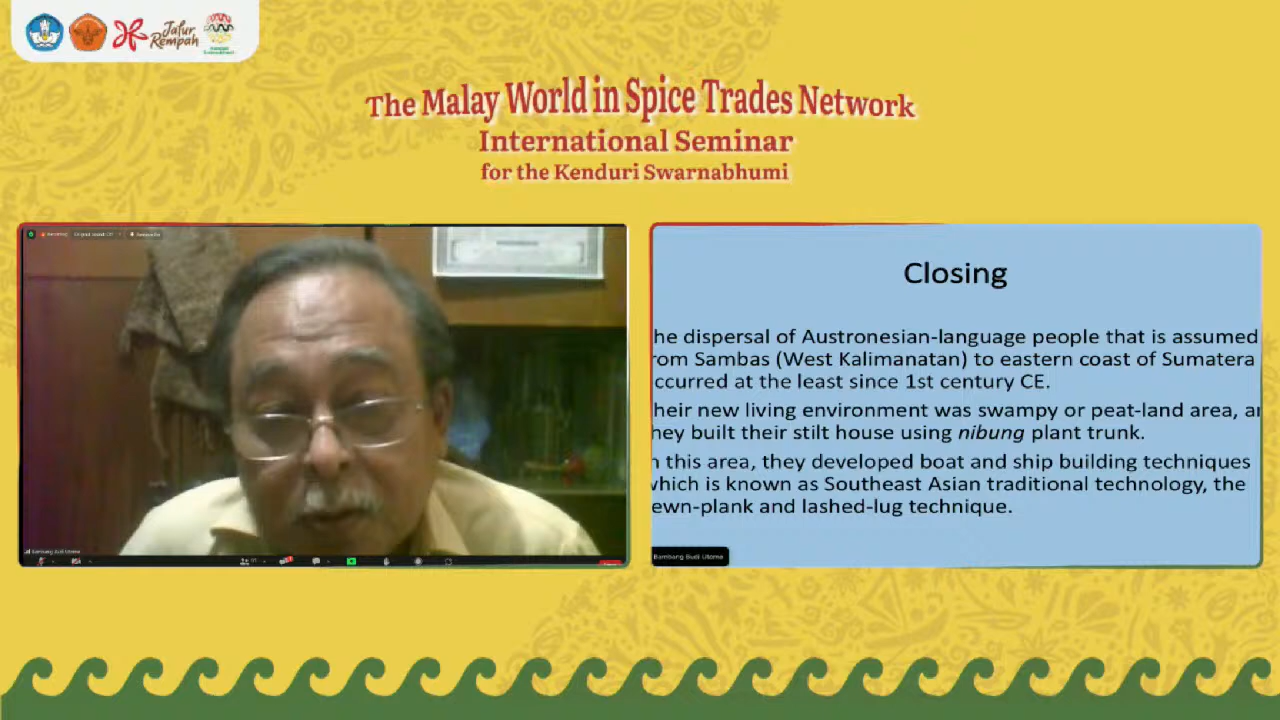 Jalur
Rempah
The Malay World in Spice Trades Network
International Seminar
for the Kenduri Swarnabhumi
Closing
he dispersal of Austronesian-language people that is assumed
rom Sambas (West Kalimanatan) to eastern coast of Sumatera
ccurred at the least since 1st century CE.
heir new living environment was swampy or peat-land area, ar
hey built their stilt house using nibung plant trunk.
n this area, they developed boat and ship building techniques
which is known as Southeast Asian traditional technology, the
ewn-plank and lashed-lug technique.
Bambang Budi Utomo
Bambang Budi Utomo